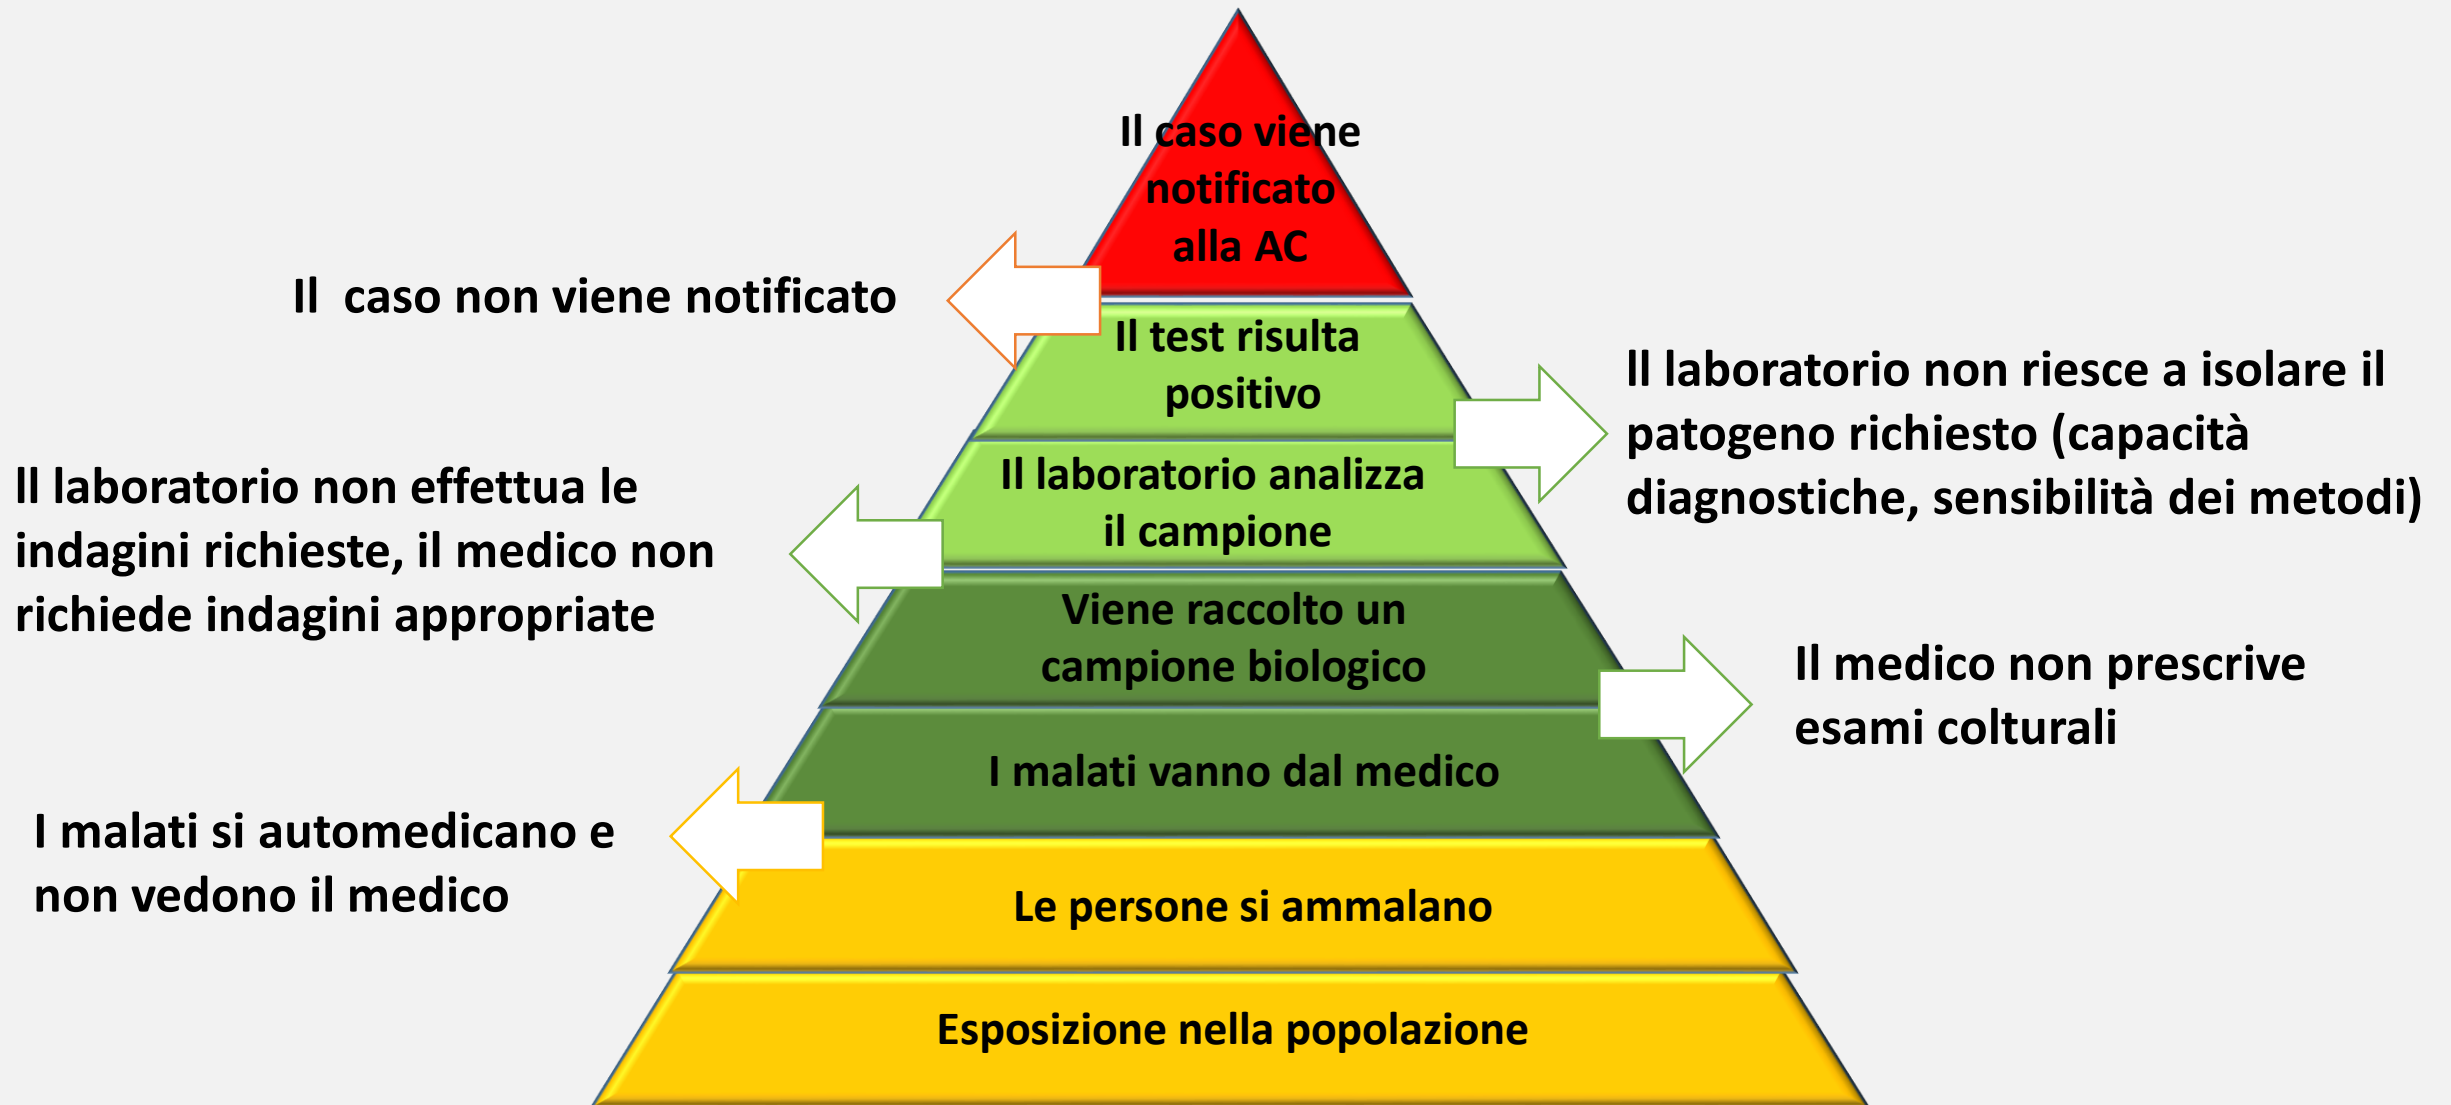 Il caso viene
notificato
alla AC
Il  caso non viene notificato
Il test risulta
positivo
Il laboratorio non riesce a isolare il
patogeno richiesto (capacità
diagnostiche, sensibilità dei metodi)
Il laboratorio analizza
il campione
Il laboratorio non effettua le
indagini richieste, il medico non
richiede indagini appropriate
Viene raccolto un
campione biologico
Il medico non prescrive
esami colturali
I malati vanno dal medico
I malati si automedicano e
non vedono il medico
Le persone si ammalano
Esposizione nella popolazione